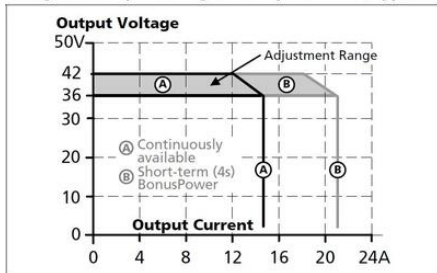 Output Voltage
50V
42
Adjustment Range
A
B
36
30
A Continuously
available
20
B Short-term (4s)
BonusPower
A
B
10
Output Current
0
0 4 8 12 16 20 24A